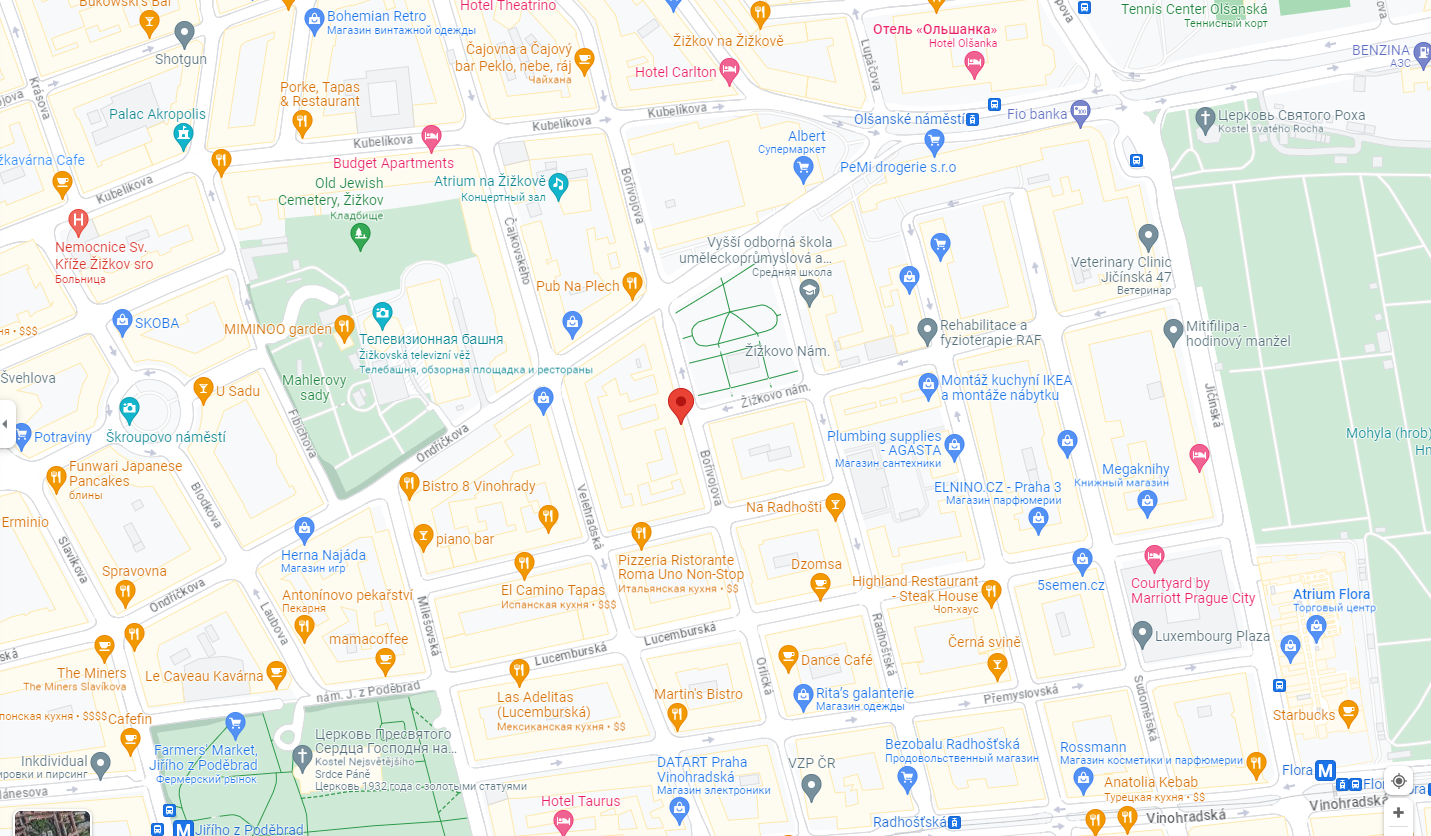 Bukowski's Bar
Bohemian Retro
Магазин винтажной одежды
Hotel Theatrino
Tennis Center Olšanská
Теннисный корт
Shotgun
Čajovna a Čajový
bar Peklo, nebe, ráj
Чайхана
Žižkov na Žižkově
Отель «Ольшанка»
Hotel Olšanka
Lupáčova
BENZINA
АЗС
Hotel Carlton
Krásova
Porke, Tapas
& Restaurant
Palac Akropolis
Kubelíkova
Kubelíkova
Kubelíkova
Olšanské náměstí
Fio banka
Церковь Святого Роха
Kostel svatého Rocha
Albert
Супермаркет
PeMi drogerie s.r.o
Budget Apartments
Kubelíkova
Old Jewish
Cemetery, Žižkov
Кладбище
Atrium na Žižkově
Концертный зал
Bořivojova
Čajkovského
Nemocnice Sv.
Kříže Žižkov sro
Больница
Vyšší odborná škola
uměleckoprůmyslová a...
Средняя школа
Veterinary Clinic
Jičínská 47
Ветеринар
Pub Na Plech
SKOBA
MIMINOO garden
Телевизионная башня
Žižkovská televizní věž
Телебашня, обзорная площадка и рестораны
Žižkovo Nám.
Rehabilitace a
fyzioterapie RAF
Mitifilipa -
hodinový manžel
Švehlova
U Sadu
Mahlerovy
sady
Žižkovo nám.
Montáž kuchyní IKEA
a montáže nábytku
Jičínská
Potraviny
Škroupovo náměstí
Fibichova
Ondříčkova
Plumbing supplies
- AGASTA
Магазин сантехники
Mohyla (hrob)
Funwari Japanese
Pancakes
блины
Blodkova
Bistro 8 Vinohrady
Velehradská
Bořivojova
Megaknihy
Книжный магазин
ELNINO.CZ - Praha 3
Магазин парфюмерии
Na Radhošti
Erminio
Slavíkova
piano bar
Herna Najáda
Магазин игр
Spravovna
Ondříčkova
Pizzeria Ristorante
Roma Uno Non-Stop
Итальянская кухня • $$
El Camino Tapas
Испанская кухня • $$$
Dzomsa
Highland Restaurant
- Steak House
Чоп-хаус
5semen.cz
Courtyard by
Marriott Prague City
Atrium Flora
Торговый центр
Antonínovo pekařství
Пекарня
mamacoffee
Laubova
Milešovská
Lucemburská
Lucemburská
Radhošťská
Černá svině
Luxembourg Plaza
The Miners
The Miners Slavíkova
Le Caveau Kavárna
nám. J. z Poděbrad
Las Adelitas
(Lucemburská)
Мексиканская кухня • $$
Martin's Bistro
Orlická
Dance Café
Rita's galanterie
Магазин одежды
Přemyslovská
Sudoměřská
Starbucks
Cafefin
Farmers' Market,
Jiřího z Poděbrad
Фермерский рынок
Церковь Пресвятого
Сердца Господня на...
Kostel Nejsvětějšího
Srdce Páně
Церковь 1932 года с золотыми статуями
Inkdividual
DATART Praha
Vinohradská
Магазин электроники
VZP ČR
Bezobalu Radhošťská
Продовольственный магазин
Rossmann
Магазин косметики и парфюмерии
Anatolia Kebab
Турецкая кухня • $$
Flora
M
Hotel Taurus
Radhošťská
Vinohradská
Vinohradská
M
Jiřího z Poděbrad